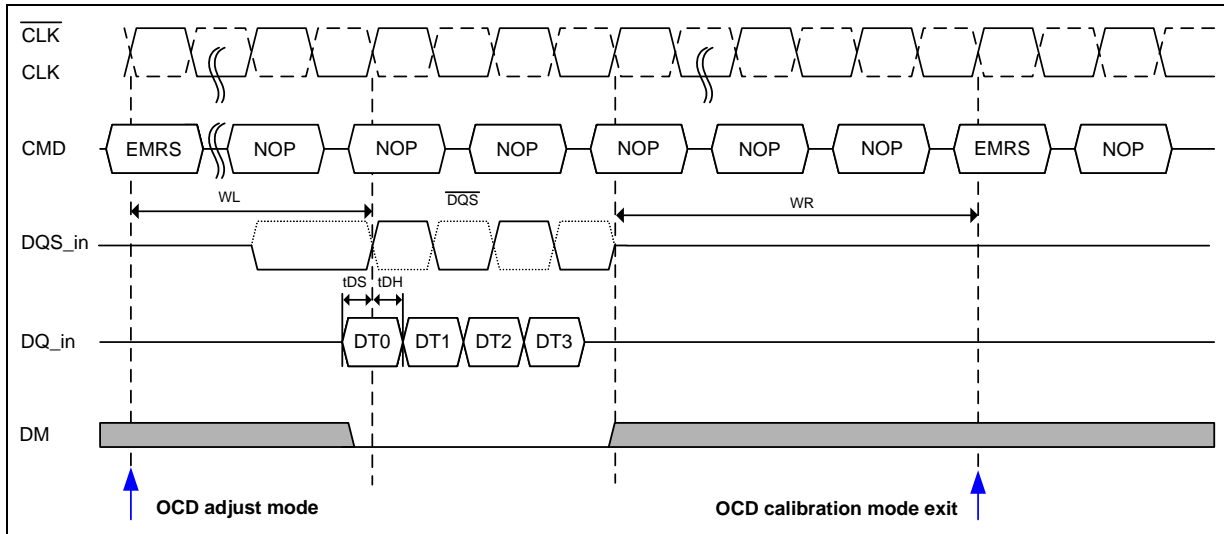 CLK
CLK
CMD EMRS NOP NOP NOP NOP NOP NOP EMRS NOP
WL DQS WR
DQS_in
tDS tDH
DQ_in DT0 DT1 DT2 DT3
DM
OCD adjust mode OCD calibration mode exit